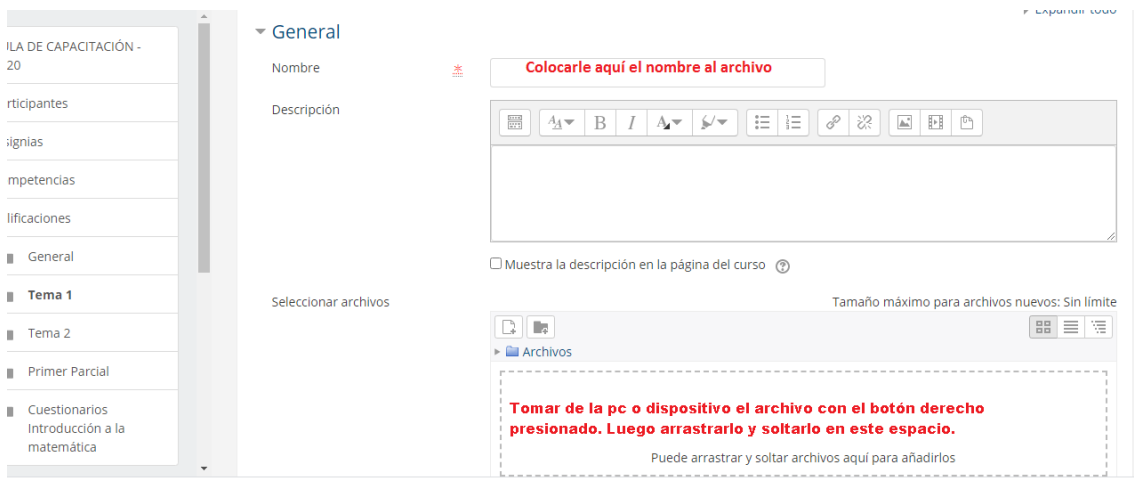 Expandir todo
ULA DE CAPACITACIÓN -
20
rticipantes
signias
mpetencias
lificaciones
General
Tema 1
Tema 2
Primer Parcial
Cuestionarios
Introducción a la
matemática
General
Nombre
Colocarle aquí el nombre al archivo
Descripción
Muestra la descripción en la página del curso
Seleccionar archivos
Tamaño máximo para archivos nuevos: Sin límite
Archivos
Tomar de la pc o dispositivo el archivo con el botón derecho
presionado. Luego arrastrarlo y soltarlo en este espacio.
Puede arrastrar y soltar archivos aquí para añadirlos